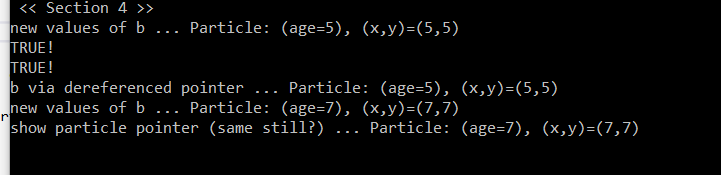 << Section 4 >>
new values of b ... Particle: (age=5), (x,y)=(5,5)
TRUE!
TRUE!
b via dereferenced pointer ... Particle: (age=5), (x,y)=(5,5)
new values of b ... Particle: (age=7), (x,y)=(7,7)
r
show particle pointer (same still?) ... Particle: (age=7), (x,y)=(7,7)